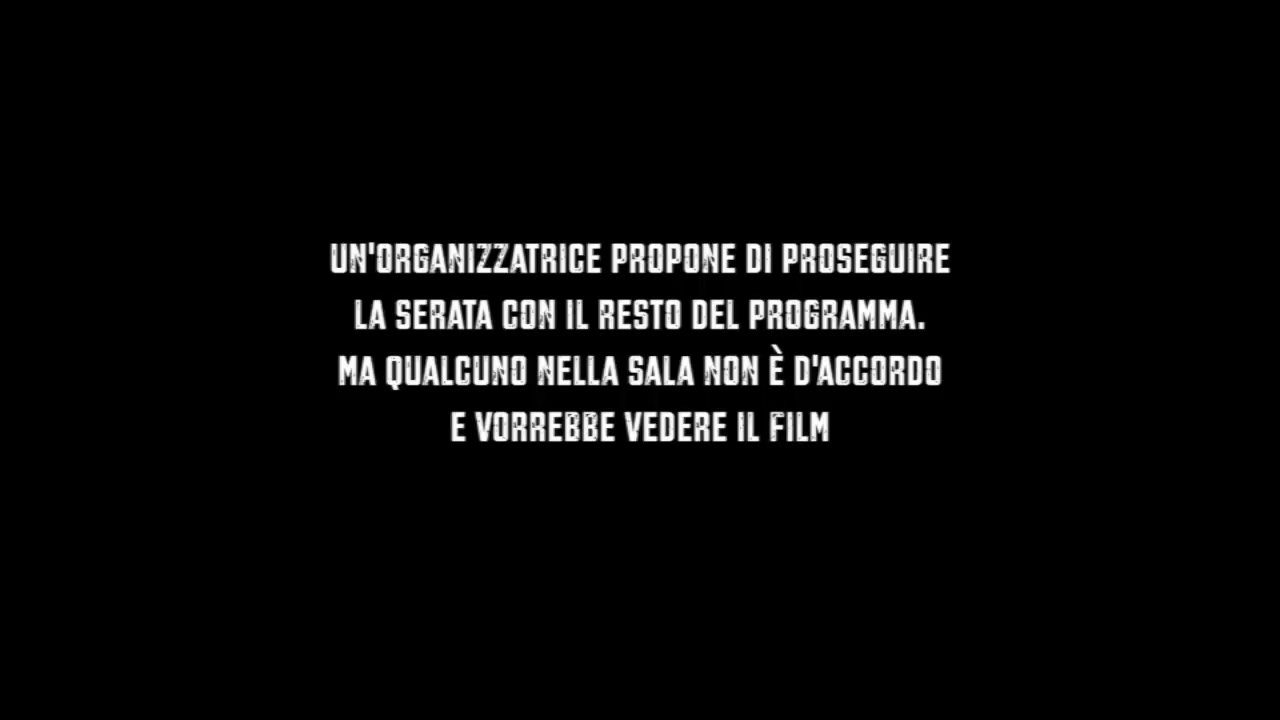 UN'ORGANIZZATRICE PROPONE DI PROSEGUIRE
LA SERATA CON IL RESTO DEL PROGRAMMA.
MA QUALCUNO NELLA SALA NON È D'ACCORDO
E VORREBBE VEDERE IL FILM